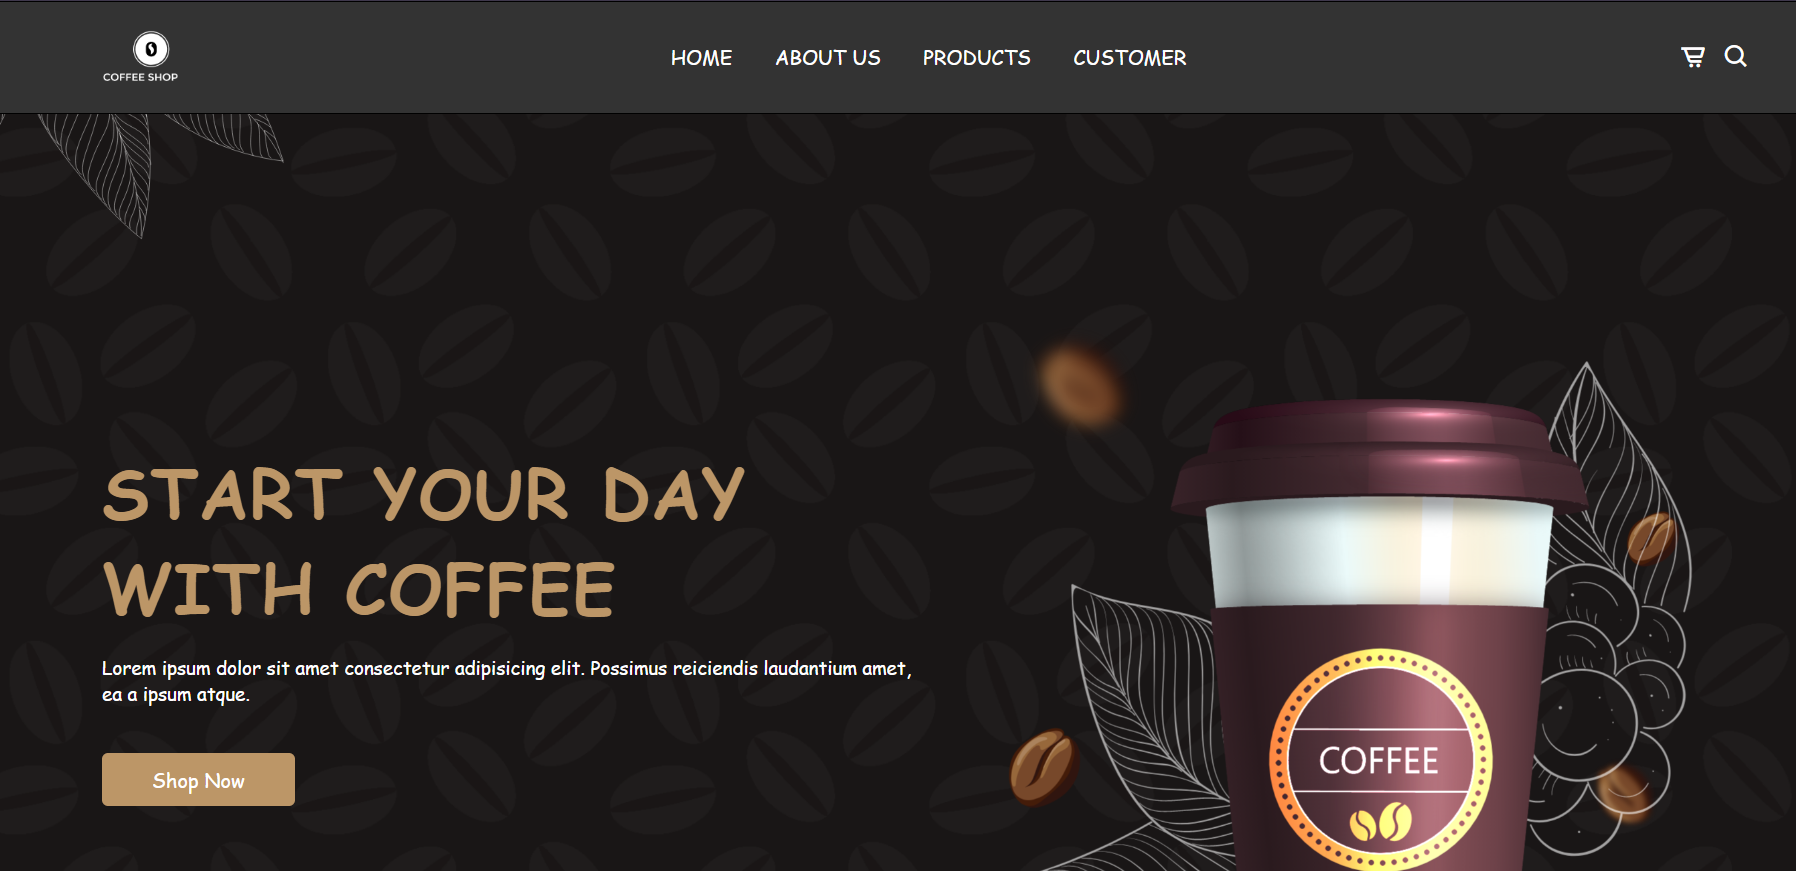 COFFEE SHOP
HOME ABOUT US PRODUCTS CUSTOMER
START YOUR DAY
WITH COFFEE
Lorem ipsum dolor sit amet consectetur adipisicing elit. Possimus reiciendis laudantium amet,
ea a ipsum atque.
Shop Now
COFFEE